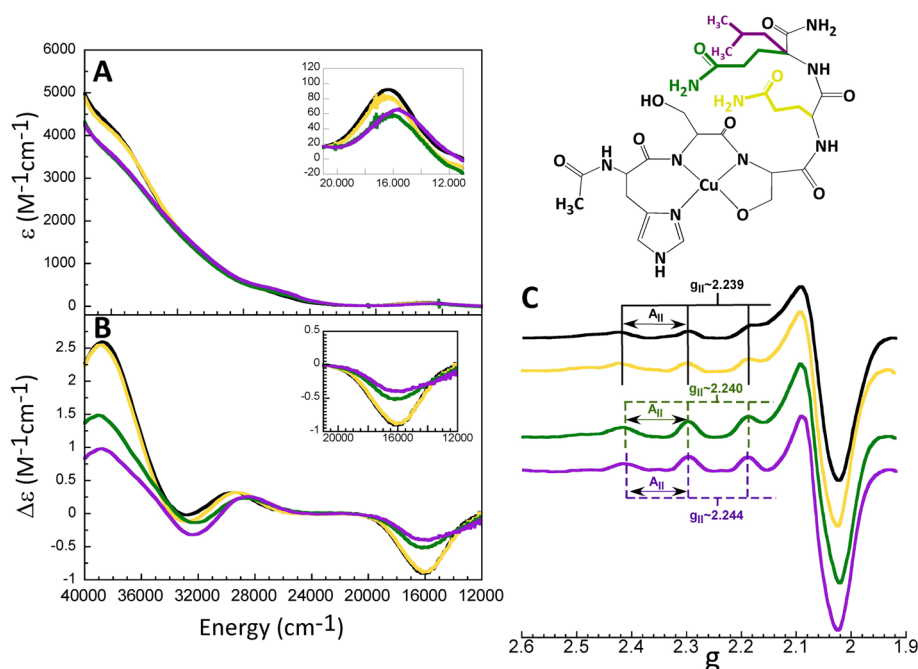 A
ε (M⁻¹cm⁻¹)
6000
5000
4000
3000
2000
1000
0
120
100
80
60
40
20
0
-20
20.000
16.000
12.000
B
Δε (M⁻¹cm⁻¹)
2.5
2
1.5
1
0.5
0
-0.5
-1
0.5
0
-0.5
-1
20000
16000
12000
40000
36000
32000
28000
24000
20000
16000
12000
Energy (cm⁻¹)
H₃C
H₃C
O
NH₂
O
H₂N
NH
O
O
H₂N
HO
O
O
NH
H
N
O
N
N
O
H₃C
Cu
O
N
N
H
C
g||~2.239
A||
g||~2.240
A||
A||
g||~2.244
2.6
2.5
2.4
2.3
2.2
2.1
2
1.9
g